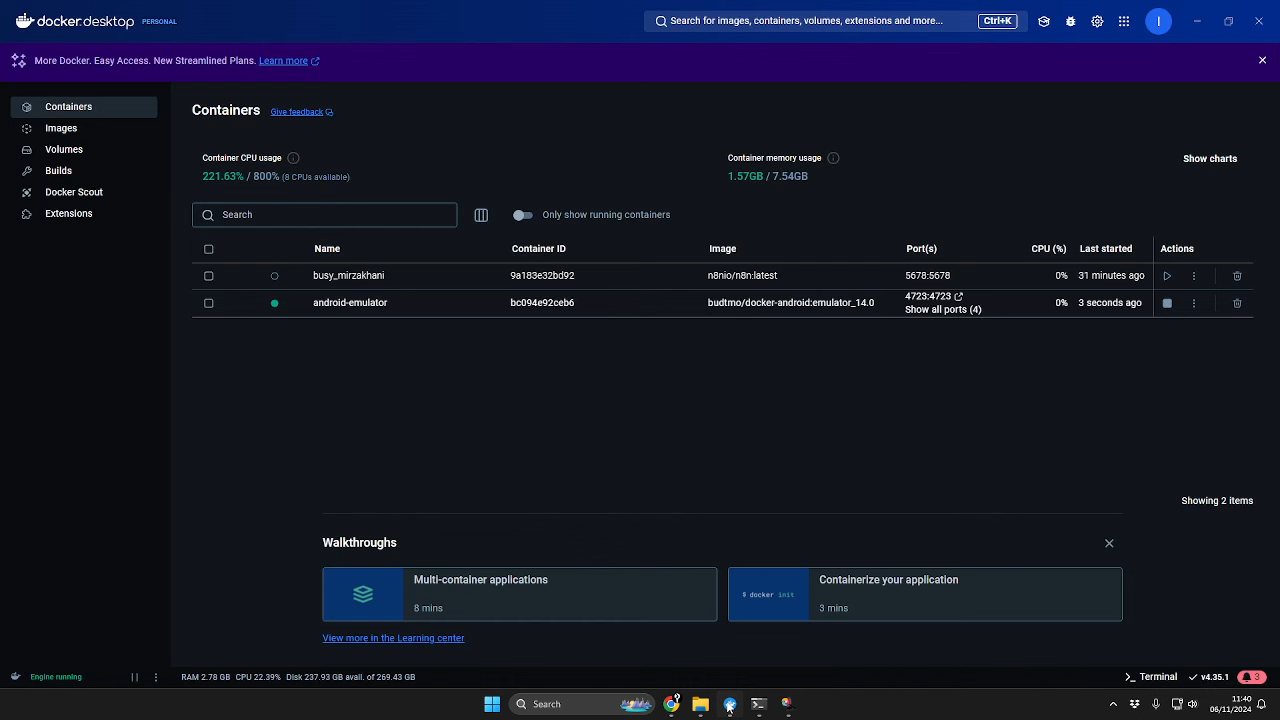 docker.desktop PERSONAL
Search for images, containers, volumes, extensions and more... Ctrl+K
I
More Docker. Easy Access. New Streamlined Plans. Learn more
Containers
Images
Volumes
Builds
Docker Scout
Extensions
Containers Give feedback
Container CPU usage
221.63% / 800% (8 CPUs available)
Container memory usage
1.57GB / 7.54GB
Show charts
Search
Only show running containers
Name Container ID Image Port(s) CPU (%) Last started Actions
busy_mirzakhani 9a183e32bd92 n8nio/n8n:latest 5678:5678 0% 31 minutes ago
android-emulator bc094e92ceb6 budtmo/docker-android:emulator_14.0 4723:4723 0% 3 seconds ago
Show all ports (4)
Showing 2 items
Walkthroughs
Multi-container applications
8 mins
$ docker init
Containerize your application
3 mins
View more in the Learning center
Engine running
RAM 2.78 GB CPU 22.39% Disk 237.93 GB avail. of 269.43 GB
Terminal
v4.35.1
3
Search
11:40
06/11/2024